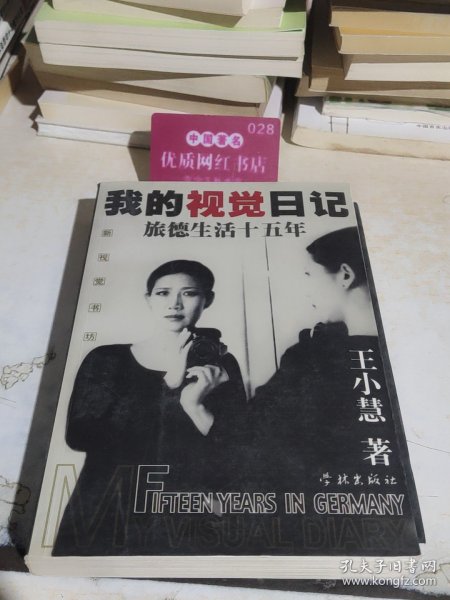 028
中国著名
优质网红书店
我的视觉日记
旅德生活十五年
新视觉书坊
王小慧 著
学林出版社
FIFTEEN YEARS IN GERMANY
MY VISUAL DIARY
孔夫子旧书网
www.kongfz.com